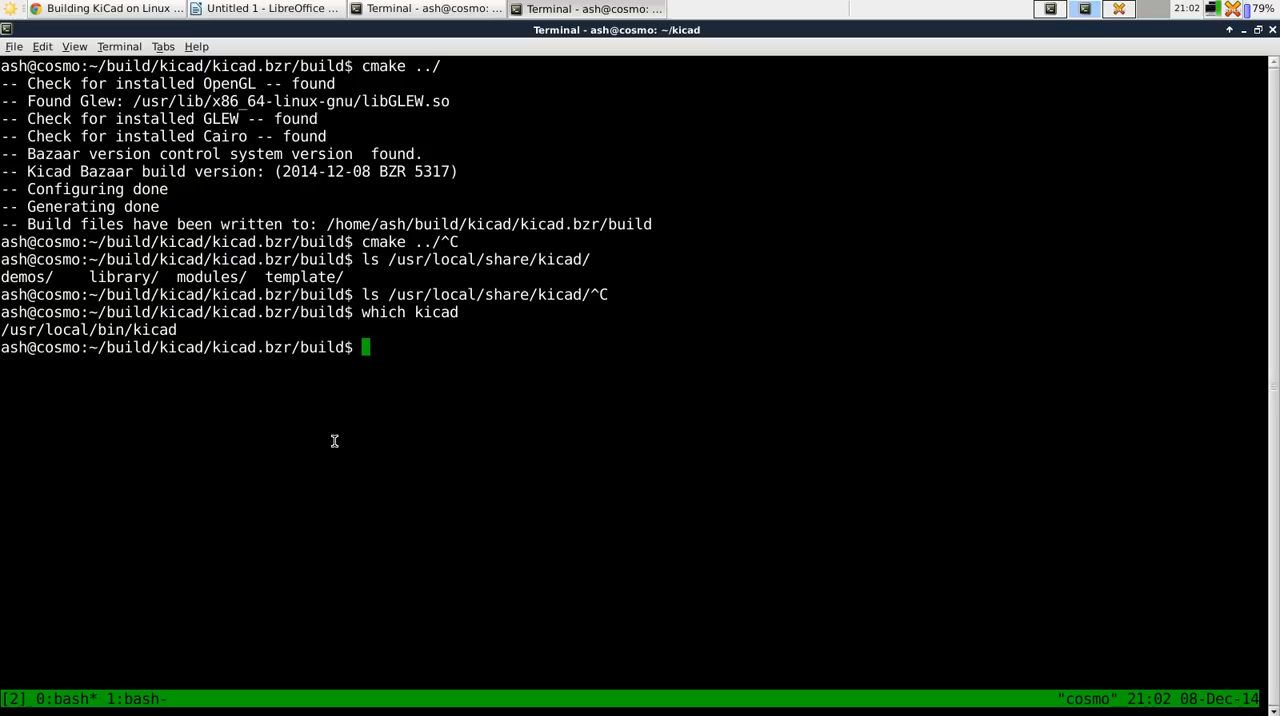 Building KiCad on Linux ... Untitled 1 - LibreOffice ... Terminal - ash@cosmo: ... Terminal - ash@cosmo: ... 21:02 79%
Terminal - ash@cosmo: ~/kicad
File Edit View Terminal Tabs Help
ash@cosmo:~/build/kicad/kicad.bzr/build$ cmake ../
-- Check for installed OpenGL -- found
-- Found Glew: /usr/lib/x86_64-linux-gnu/libGLEW.so
-- Check for installed GLEW -- found
-- Check for installed Cairo -- found
-- Bazaar version control system version  found.
-- Kicad Bazaar build version: (2014-12-08 BZR 5317)
-- Configuring done
-- Generating done
-- Build files have been written to: /home/ash/build/kicad/kicad.bzr/build
ash@cosmo:~/build/kicad/kicad.bzr/build$ cmake ../^C
ash@cosmo:~/build/kicad/kicad.bzr/build$ ls /usr/local/share/kicad/
demos/    library/  modules/  template/
ash@cosmo:~/build/kicad/kicad.bzr/build$ ls /usr/local/share/kicad/^C
ash@cosmo:~/build/kicad/kicad.bzr/build$ which kicad
/usr/local/bin/kicad
ash@cosmo:~/build/kicad/kicad.bzr/build$
[2] 0:bash* 1:bash- "cosmo" 21:02 08-Dec-14